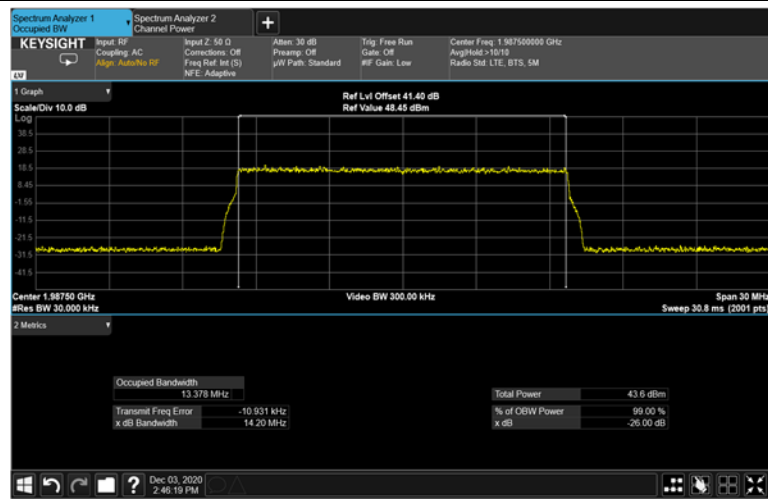 Spectrum Analyzer 1
Occupied BW
Spectrum Analyzer 2
Channel Power
KEYSIGHT
Input: RF
Coupling: AC
Align: Auto/No RF
Input Z: 50 Ω
Corrections: Off
Freq Ref: Int (S)
NFE: Adaptive
Atten: 30 dB
Preamp: Off
µW Path: Standard
Trig: Free Run
Gate: Off
#IF Gain: Low
Center Freq: 1.987500000 GHz
Avg|Hold:>10/10
Radio Std: LTE, BTS, 5M
LXI
1 Graph
Scale/Div 10.0 dB
Ref Lvl Offset 41.40 dB
Ref Value 48.45 dBm
Log
38.5
28.5
18.5
8.45
-1.55
-11.5
-21.5
-31.5
-41.5
Center 1.98750 GHz
#Res BW 30.000 kHz
Video BW 300.00 kHz
Span 30 MHz
Sweep 30.8 ms (2001 pts)
2 Metrics
Occupied Bandwidth
13.378 MHz
Transmit Freq Error -10.931 kHz
x dB Bandwidth 14.20 MHz
Total Power 43.6 dBm
% of OBW Power 99.00 %
x dB -26.00 dB
?
Dec 03, 2020
2:46:19 PM